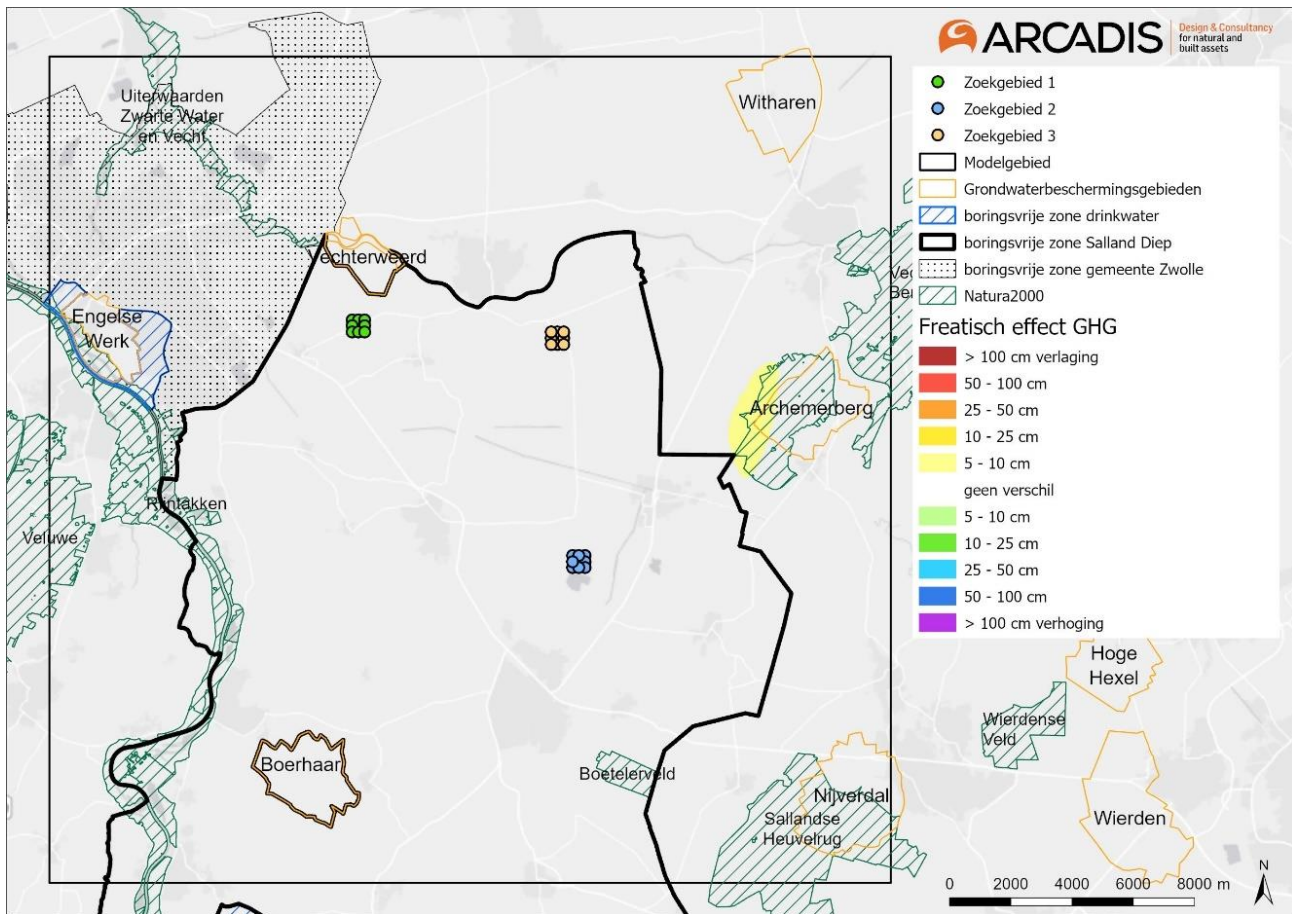 ARCADIS
Design & Consultancy
for natural and
built assets
Uiterwaarden
Zwarte Water
en Vecht
Witharen
Vechterweerd
Engelse
Werk
Archemerberg
Rijntakken
Veluwe
Boerhaar
Boetelerveld
Nijverdal
Sallandse
Heuvelrug
Hoge
Hexel
Wierdense
Veld
Wierden
Zoekgebied 1
Zoekgebied 2
Zoekgebied 3
Modelgebied
Grondwaterbeschermingsgebieden
boringsvrije zone drinkwater
boringsvrije zone Salland Diep
boringsvrije zone gemeente Zwolle
Natura2000
Freatisch effect GHG
> 100 cm verlaging
50 - 100 cm
25 - 50 cm
10 - 25 cm
5 - 10 cm
geen verschil
5 - 10 cm
10 - 25 cm
25 - 50 cm
50 - 100 cm
> 100 cm verhoging
0 2000 4000 6000 8000 m
N